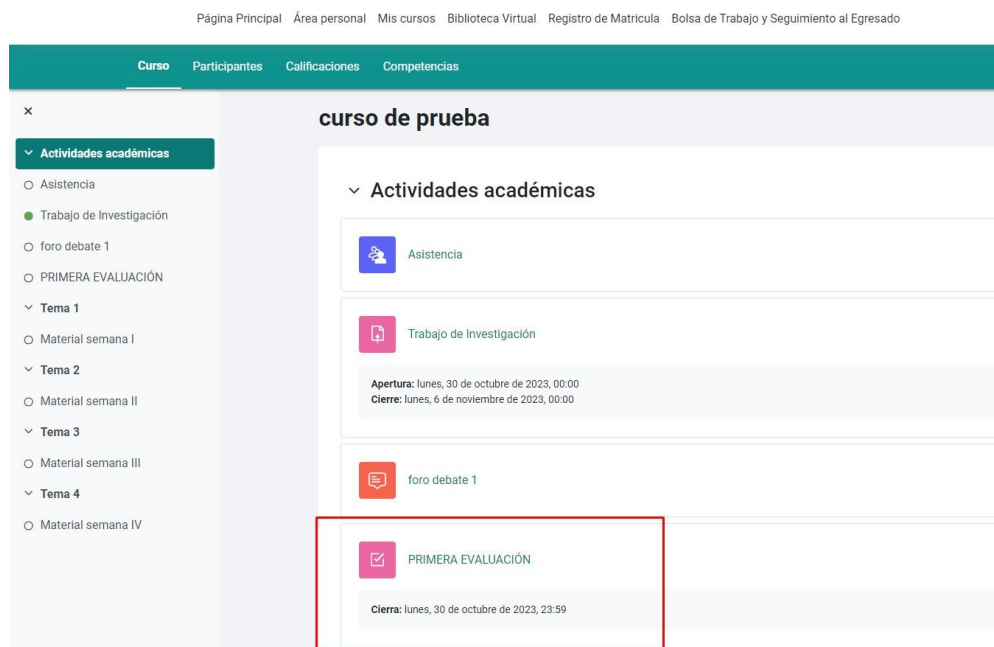 Página Principal Área personal Mis cursos Biblioteca Virtual Registro de Matricula Bolsa de Trabajo y Seguimiento al Egresado
Curso Participantes Calificaciones Competencias
Actividades académicas
Asistencia
Trabajo de Investigación
foro debate 1
PRIMERA EVALUACIÓN
Tema 1
Material semana I
Tema 2
Material semana II
Tema 3
Material semana III
Tema 4
Material semana IV
curso de prueba
Actividades académicas
Asistencia
Trabajo de Investigación
Apertura: lunes, 30 de octubre de 2023, 00:00
Cierre: lunes, 6 de noviembre de 2023, 00:00
foro debate 1
PRIMERA EVALUACIÓN
Cierra: lunes, 30 de octubre de 2023, 23:59